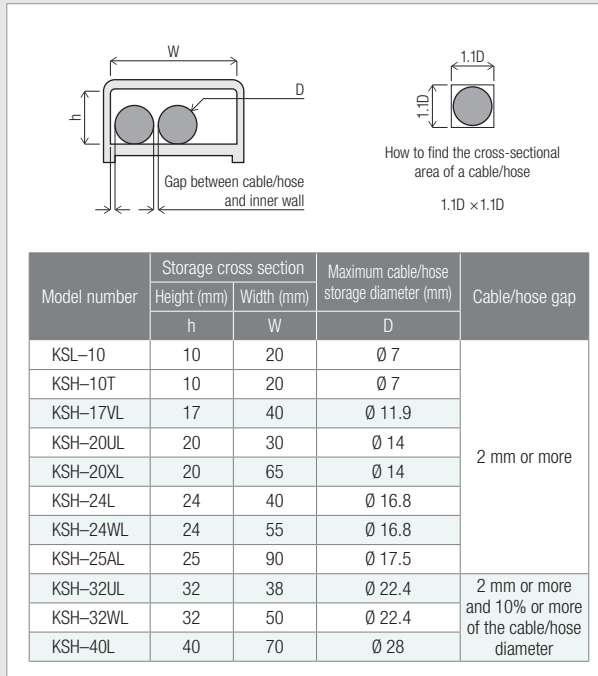 W
h
D
Gap between cable/hose
and inner wall
1.1D
1.1D
How to find the cross-sectional
area of a cable/hose
1.1D ×1.1D
Model number
Storage cross section
Height (mm)
Width (mm)
h
W
Maximum cable/hose
storage diameter (mm)
D
Cable/hose gap
KSL–10 10 20 Ø 7
KSH–10T 10 20 Ø 7
KSH–17VL 17 40 Ø 11.9
KSH–20UL 20 30 Ø 14
KSH–20XL 20 65 Ø 14
KSH–24L 24 40 Ø 16.8
KSH–24WL 24 55 Ø 16.8
KSH–25AL 25 90 Ø 17.5
2 mm or more
KSH–32UL 32 38 Ø 22.4
KSH–32WL 32 50 Ø 22.4
KSH–40L 40 70 Ø 28
2 mm or more
and 10% or more
of the cable/hose
diameter